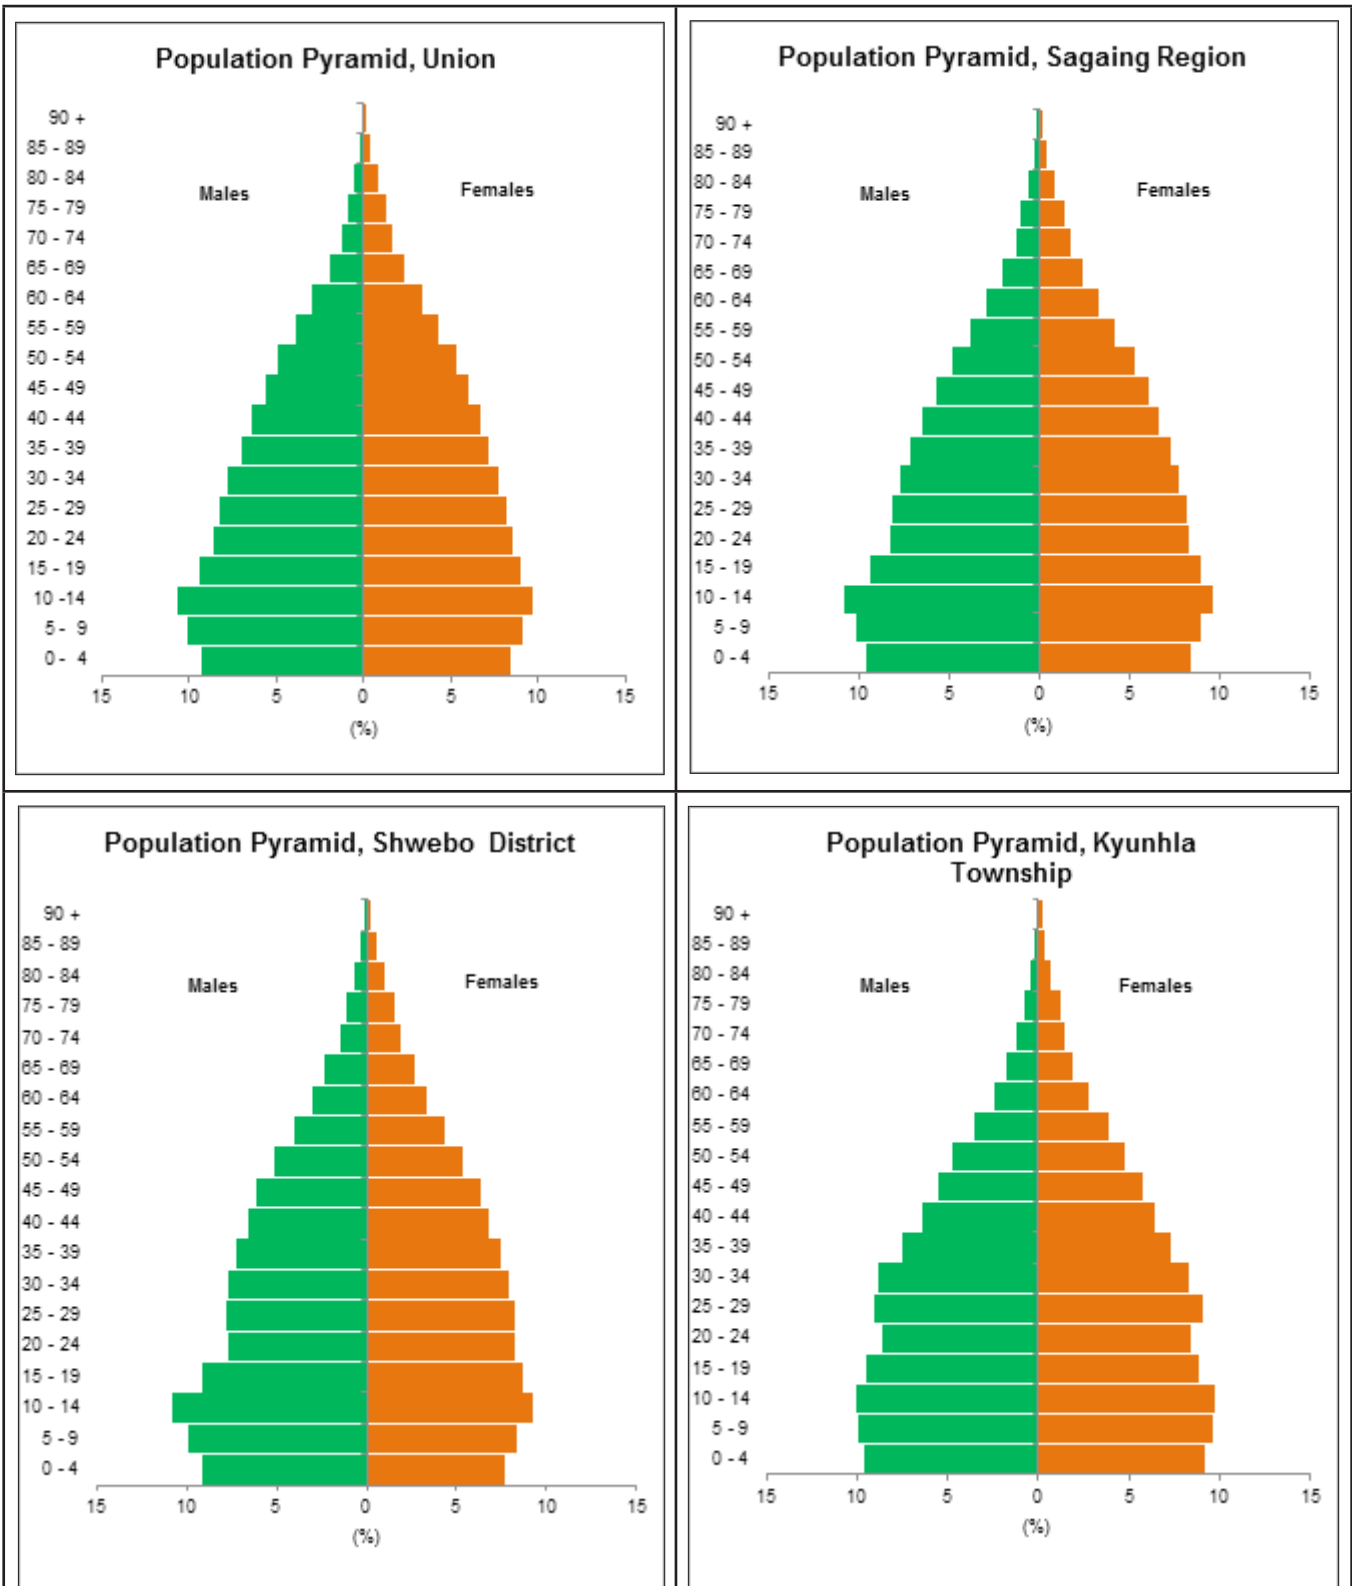 Population Pyramid, Union
90 +
85 - 89
80 - 84
75 - 79
70 - 74
65 - 69
60 - 64
55 - 59
50 - 54
45 - 49
40 - 44
35 - 39
30 - 34
25 - 29
20 - 24
15 - 19
10 -14
5 - 9
0 - 4
Males
Females
15 10 5 0 5 10 15
(%)
Population Pyramid, Sagaing Region
90 +
85 - 89
80 - 84
75 - 79
70 - 74
65 - 69
60 - 64
55 - 59
50 - 54
45 - 49
40 - 44
35 - 39
30 - 34
25 - 29
20 - 24
15 - 19
10 - 14
5 - 9
0 - 4
Males
Females
15 10 5 0 5 10 15
(%)
Population Pyramid, Shwebo District
90 +
85 - 89
80 - 84
75 - 79
70 - 74
65 - 69
60 - 64
55 - 59
50 - 54
45 - 49
40 - 44
35 - 39
30 - 34
25 - 29
20 - 24
15 - 19
10 - 14
5 - 9
0 - 4
Males
Females
15 10 5 0 5 10 15
(%)
Population Pyramid, Kyunhla
Township
90 +
85 - 89
80 - 84
75 - 79
70 - 74
65 - 69
60 - 64
55 - 59
50 - 54
45 - 49
40 - 44
35 - 39
30 - 34
25 - 29
20 - 24
15 - 19
10 - 14
5 - 9
0 - 4
Males
Females
15 10 5 0 5 10 15
(%)